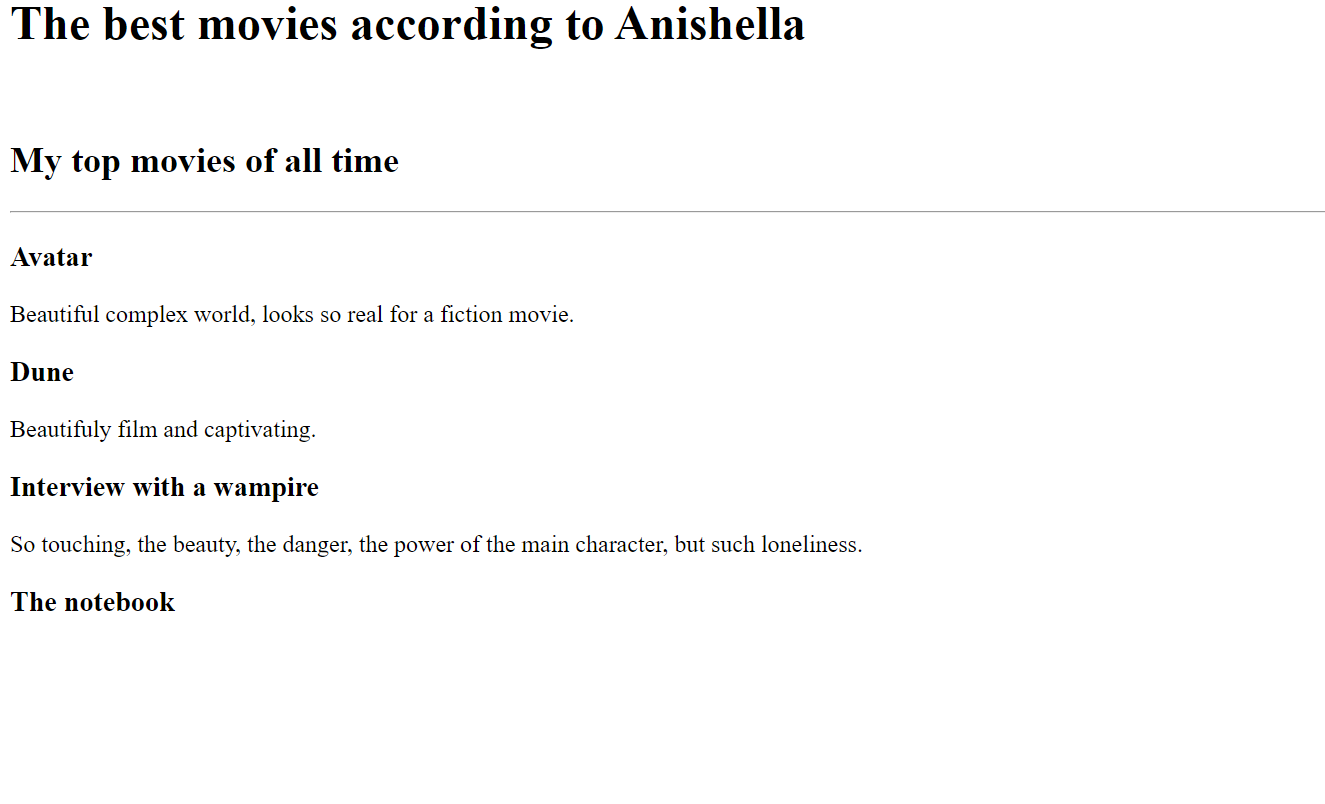 The best movies according to Anishella
My top movies of all time
Avatar
Beautiful complex world, looks so real for a fiction movie.
Dune
Beautifuly film and captivating.
Interview with a wampire
So touching, the beauty, the danger, the power of the main character, but such loneliness.
The notebook